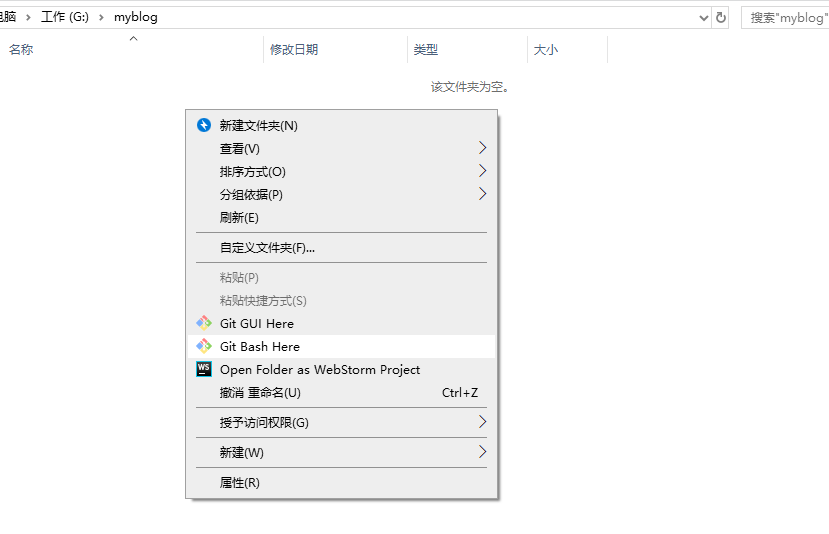 电脑 > 工作 (G:) > myblog
搜索"myblog"
名称 修改日期 类型 大小
该文件夹为空。
新建文件夹(N)
查看(V)
排序方式(O)
分组依据(P)
刷新(E)
自定义文件夹(F)...
粘贴(P)
粘贴快捷方式(S)
Git GUI Here
Git Bash Here
WS Open Folder as WebStorm Project
撤消 重命名(U) Ctrl+Z
授予访问权限(G)
新建(W)
属性(R)